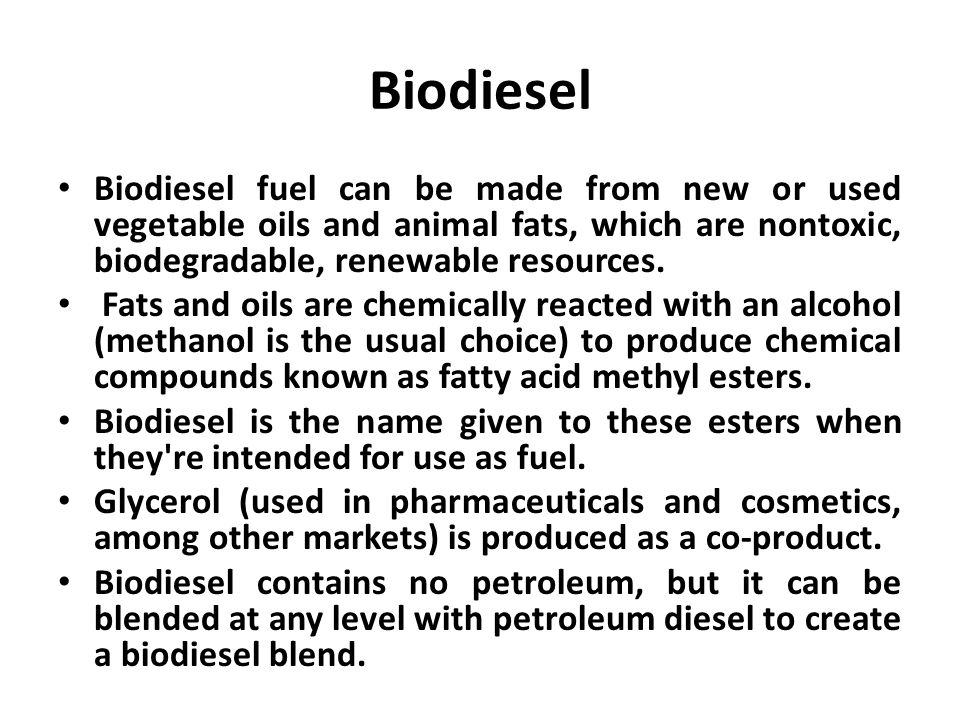 Biodiesel
• Biodiesel fuel can be made from new or used
vegetable oils and animal fats, which are nontoxic,
biodegradable, renewable resources.
• Fats and oils are chemically reacted with an alcohol
(methanol is the usual choice) to produce chemical
compounds known as fatty acid methyl esters.
• Biodiesel is the name given to these esters when
they're intended for use as fuel.
• Glycerol (used in pharmaceuticals and cosmetics,
among other markets) is produced as a co-product.
• Biodiesel contains no petroleum, but it can be
blended at any level with petroleum diesel to create
a biodiesel blend.